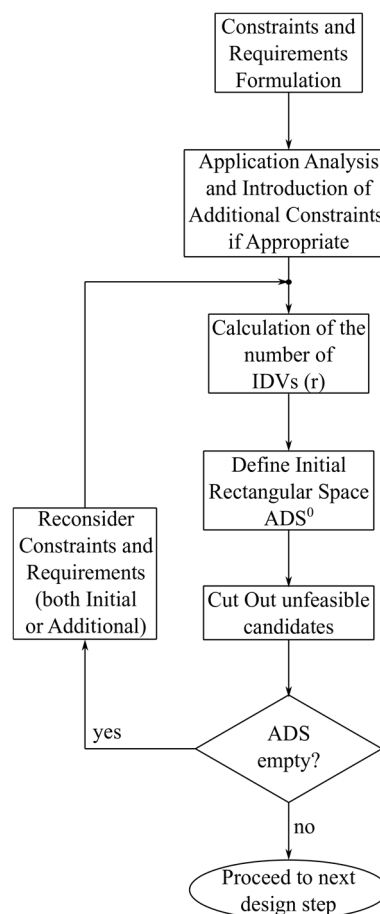 Constraints and
Requirements
Formulation
Application Analysis
and Introduction of
Additional Constraints
if Appropriate
Calculation of the
number of
IDVs (r)
Define Initial
Rectangular Space
ADS⁰
Reconsider
Constraints and
Requirements
(both Initial
or Additional)
Cut Out unfeasible
candidates
ADS
empty?
yes
no
Proceed to next
design step